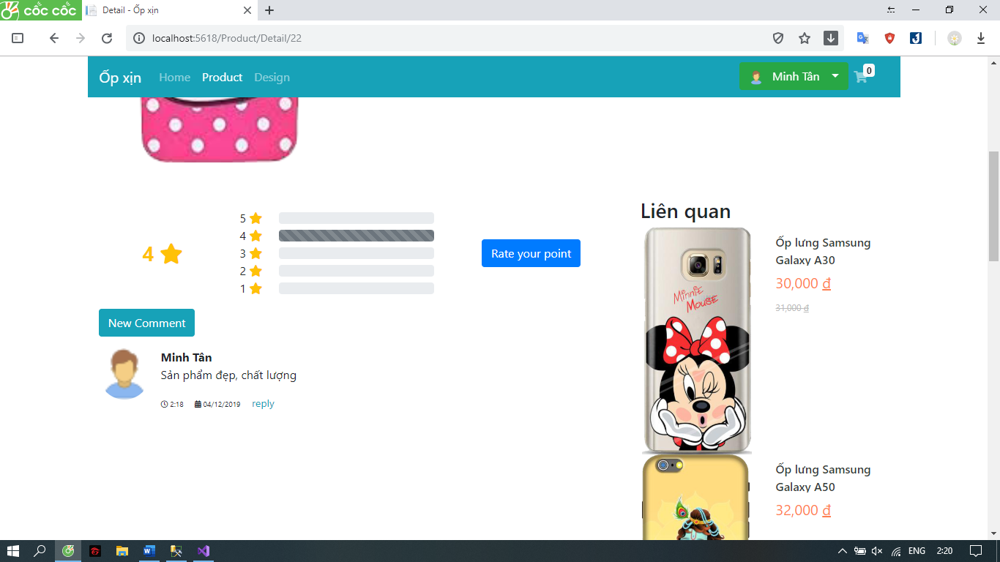 cốc cốc
Detail - Ốp xịn
localhost:5618/Product/Detail/22
Ốp xịn
Home
Product
Design
Minh Tân
0
4
5
4
3
2
1
Rate your point
New Comment
Minh Tân
Sản phẩm đẹp, chất lượng
2:18
04/12/2019
reply
Liên quan
Minnie
Mouse
Ốp lưng Samsung
Galaxy A30
30,000 đ
31,000 đ
Ốp lưng Samsung
Galaxy A50
32,000 đ
ENG
2:20